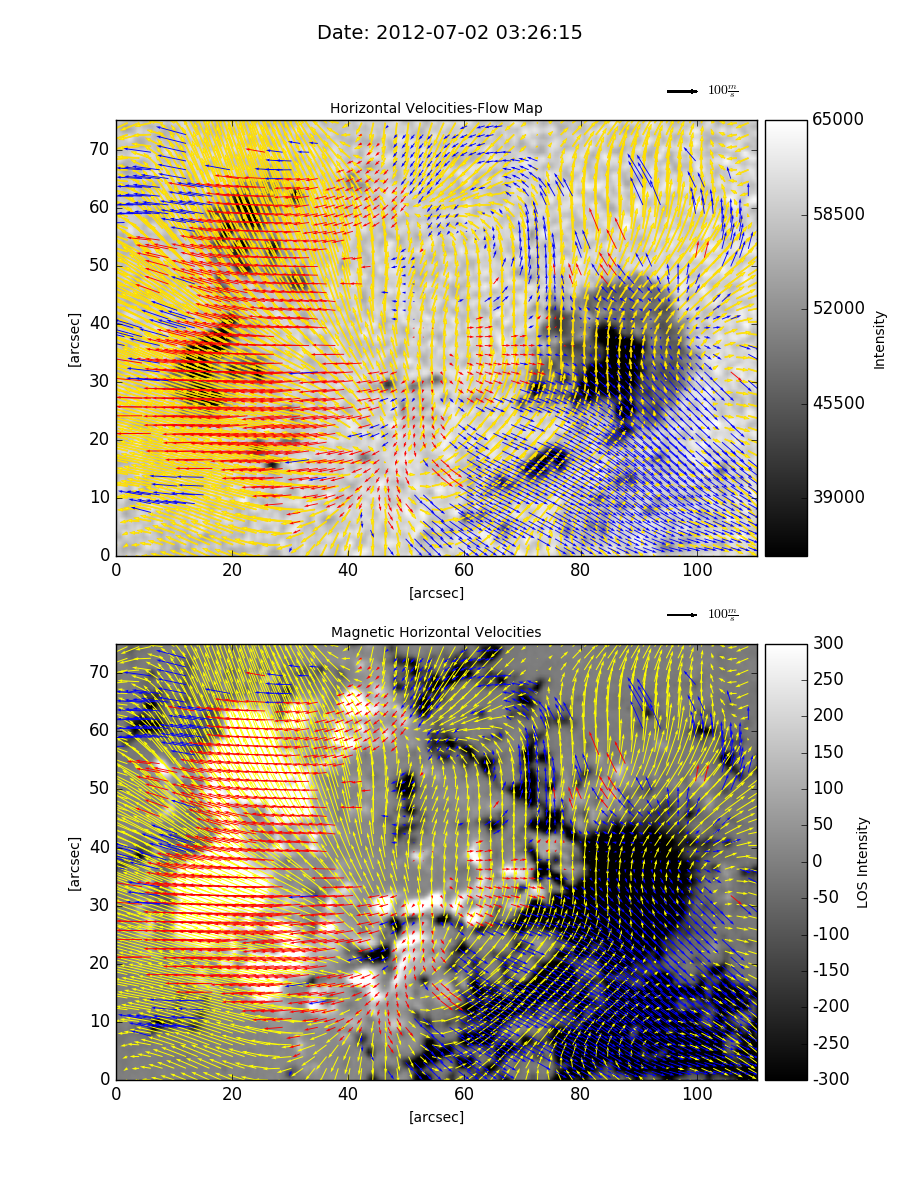 Date: 2012-07-02 03:26:15
100 m/s
Horizontal Velocities-Flow Map
70
60
50
40
30
20
10
0
[arcsec]
0 20 40 60 80 100
[arcsec]
65000
58500
52000
45500
39000
Intensity
100 m/s
Magnetic Horizontal Velocities
70
60
50
40
30
20
10
0
[arcsec]
0 20 40 60 80 100
[arcsec]
300
250
200
150
100
50
0
-50
-100
-150
-200
-250
-300
LOS Intensity